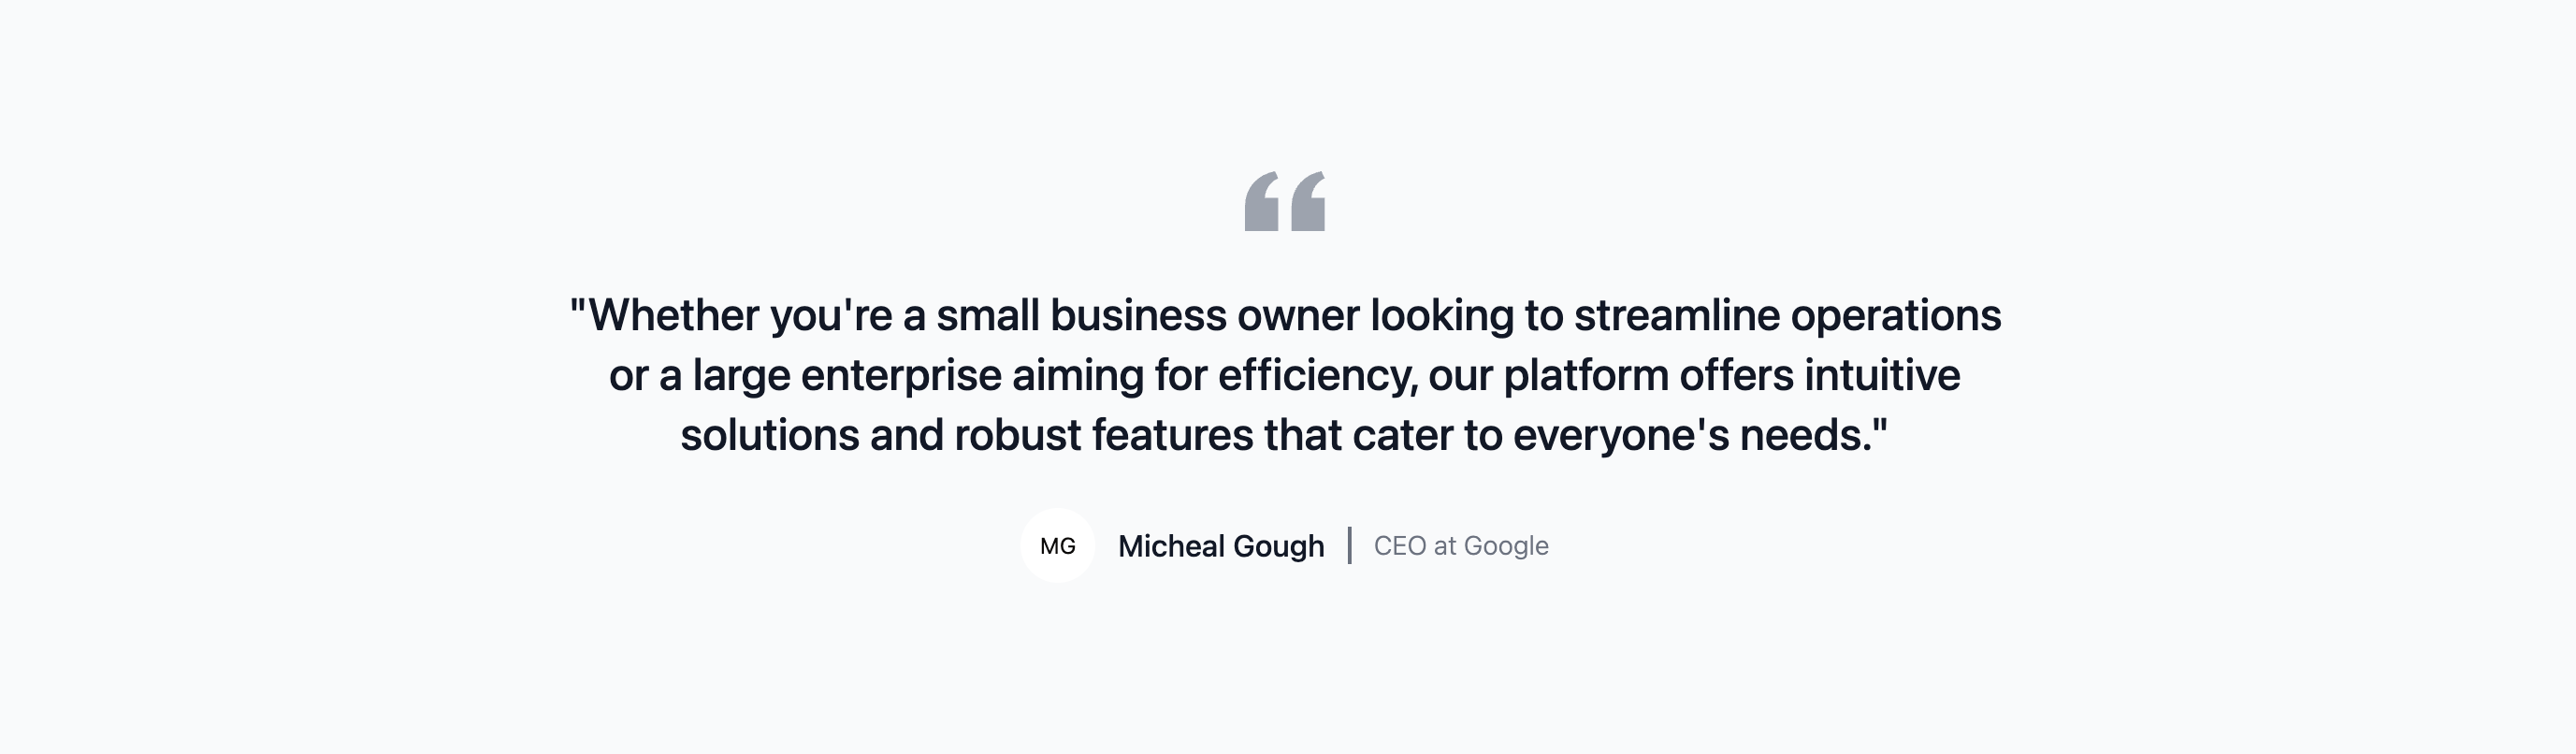 "Whether you're a small business owner looking to streamline operations
or a large enterprise aiming for efficiency, our platform offers intuitive
solutions and robust features that cater to everyone's needs."
MG Micheal Gough | CEO at Google